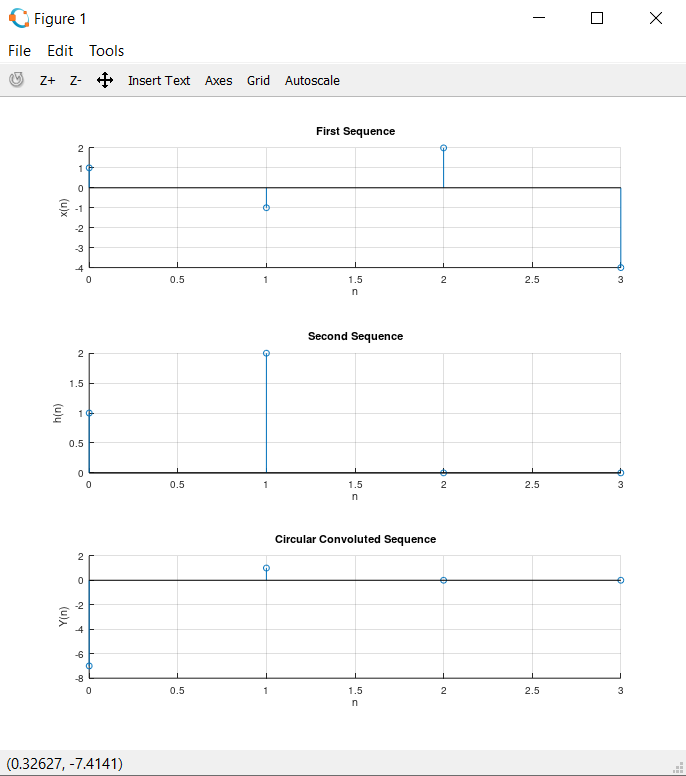 Figure 1
File Edit Tools
Z+ Z- Insert Text Axes Grid Autoscale
First Sequence
2
1
0
-1
-2
-3
-4
x(n)
0 0.5 1 1.5 2 2.5 3
n
Second Sequence
2
1.5
1
0.5
0
h(n)
0 0.5 1 1.5 2 2.5 3
n
Circular Convoluted Sequence
2
0
-2
-4
-6
-8
Y(n)
0 0.5 1 1.5 2 2.5 3
n
(0.32627, -7.4141)